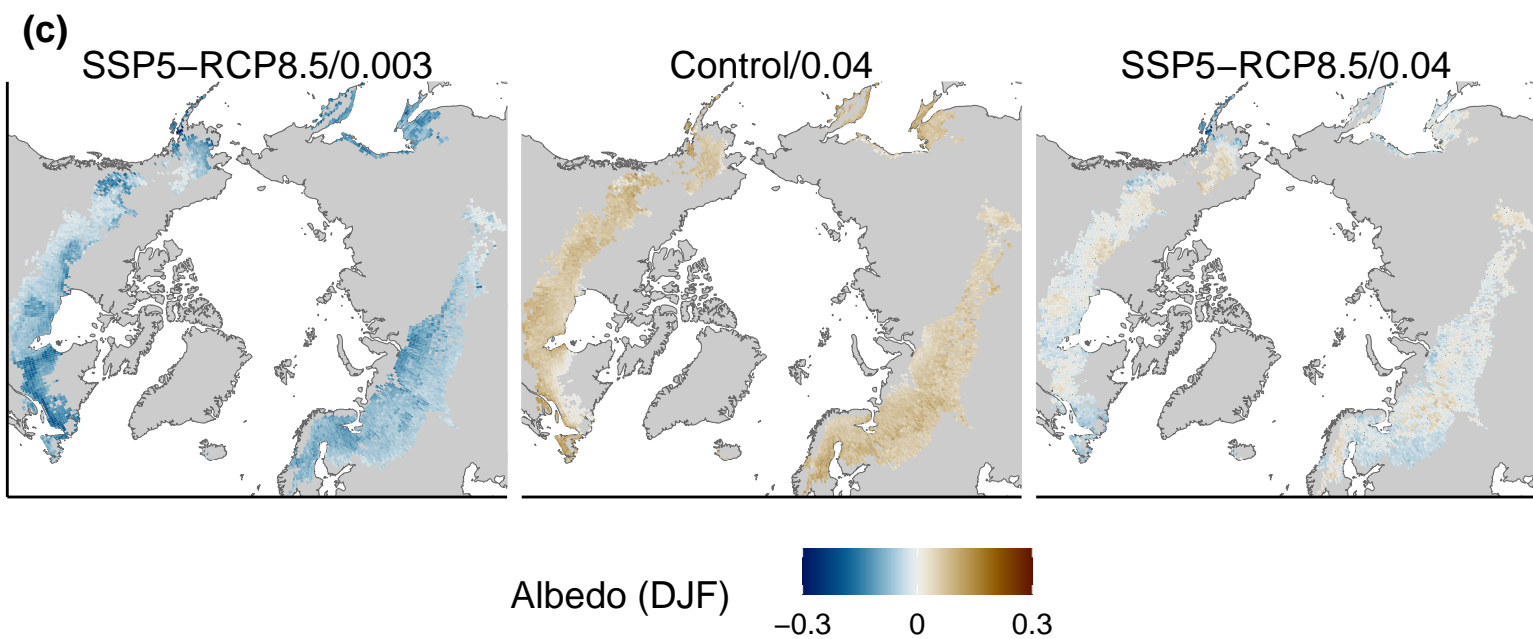 (c)
SSP5−RCP8.5/0.003 Control/0.04 SSP5−RCP8.5/0.04
Albedo (DJF)
−0.3 0 0.3